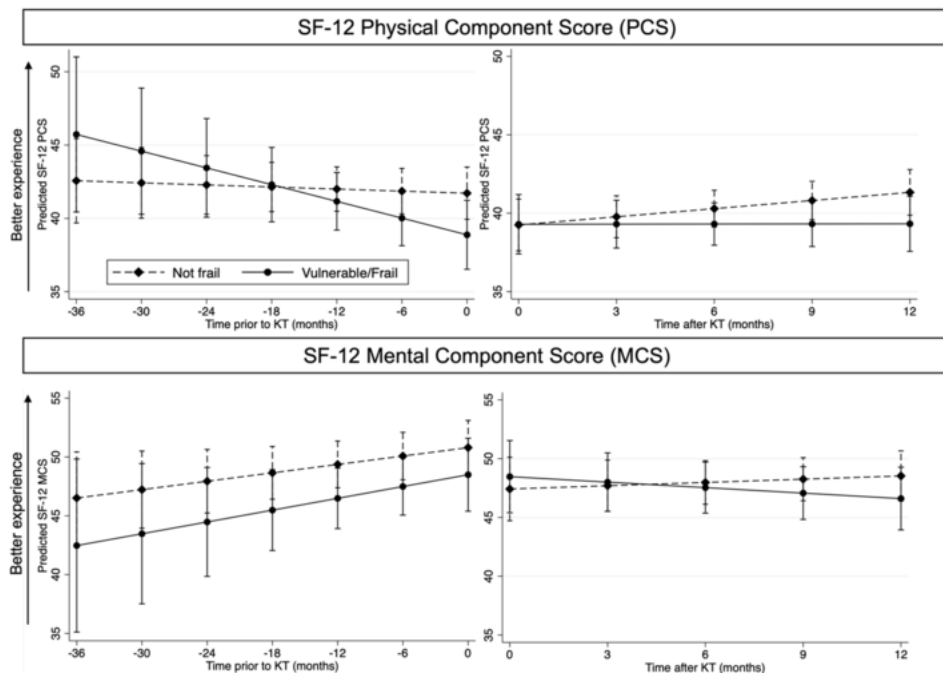 SF-12 Physical Component Score (PCS)
Better experience
Predicted SF-12 PCS
50
45
40
35
Not frail
Vulnerable/Frail
-36 -30 -24 -18 -12 -6 0
Time prior to KT (months)
Predicted SF-12 PCS
50
45
40
35
0 3 6 9 12
Time after KT (months)
SF-12 Mental Component Score (MCS)
Better experience
Predicted SF-12 MCS
55
50
45
40
35
-36 -30 -24 -18 -12 -6 0
Time prior to KT (months)
Predicted SF-12 MCS
55
50
45
40
35
0 3 6 9 12
Time after KT (months)